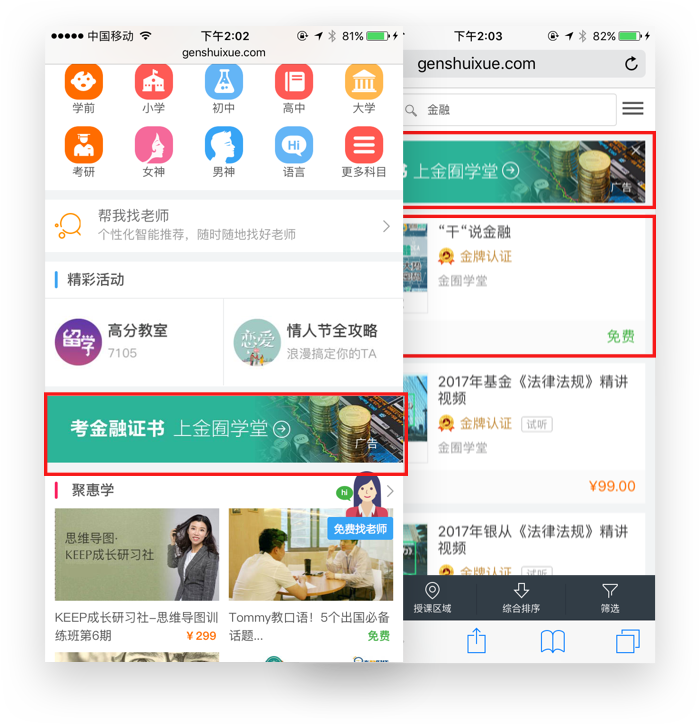 中国移动 下午2:02 81%
genshuixue.com
学前 小学 初中 高中 大学
考研 女神 男神 Hi 语言 更多科目
帮我找老师
个性化智能推荐，随时随地找好老师
精彩活动
留学 高分教室
7105
恋爱 情人节全攻略
浪漫搞定你的TA
考金融证书 上金囿学堂
广告
聚惠学
hi
免费找老师
思维导图·
KEEP成长研习社
KEEP成长研习社-思维导图训
练班第6期 ¥299
Tommy教口语！5个出国必备
话题... 免费
下午2:03 82%
genshuixue.com
金融
上金囿学堂
广告
“干“说金融
金牌认证
金囿学堂
免费
2017年基金《法律法规》精讲
视频
金牌认证 试听
金囿学堂
¥99.00
2017年银从《法律法规》精讲
视频
金牌认证 试听
授课区域 综合排序 筛选